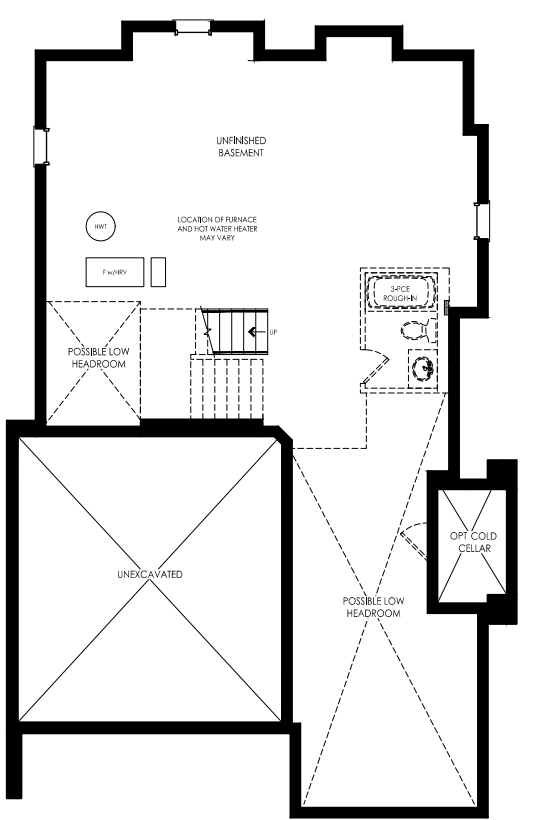 UNFINISHED
BASEMENT
HWT
LOCATION OF FURNACE
AND HOT WATER HEATER
MAY VARY
F w/HRV
3-PCE
ROUGH-IN
UP
POSSIBLE LOW
HEADROOM
OPT COLD
CELLAR
UNEXCAVATED
POSSIBLE LOW
HEADROOM